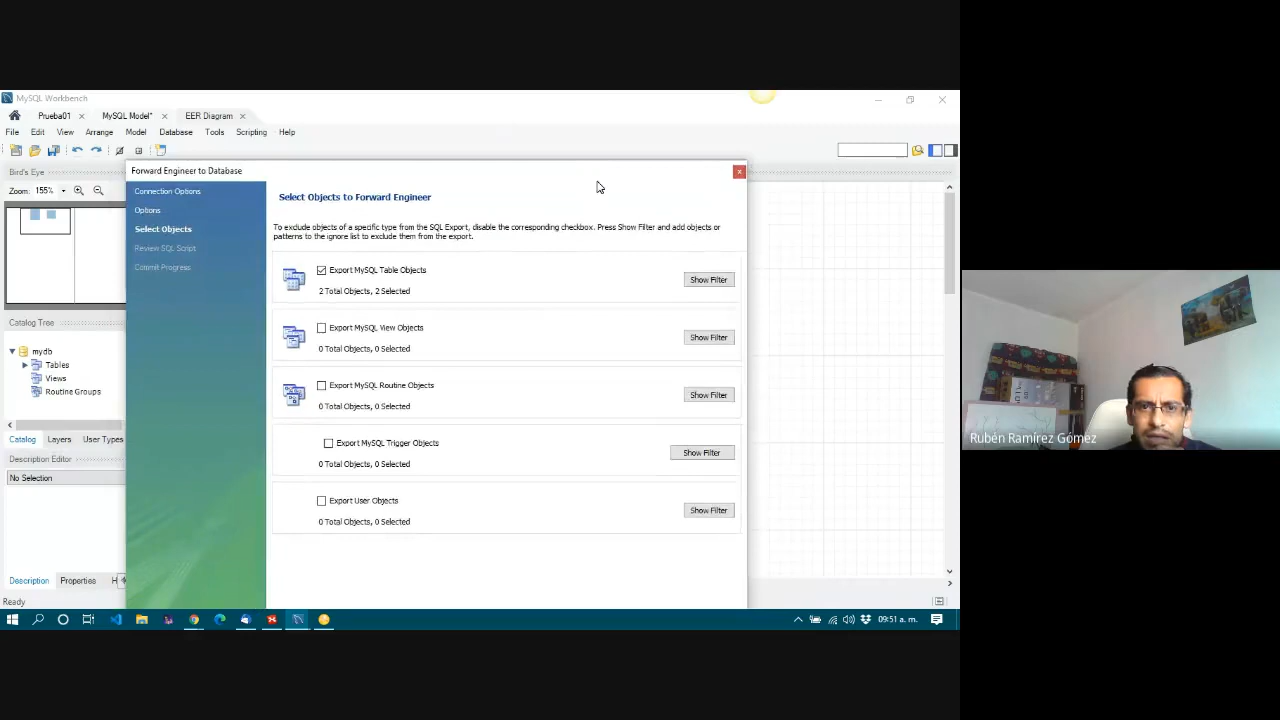 MySQL Workbench
Prueba01
MySQL Model*
EER Diagram
File Edit View Arrange Model Database Tools Scripting Help
Bird's Eye
Zoom: 155%
Catalog Tree
mydb
Tables
Views
Routine Groups
Catalog Layers User Types
Description Editor
No Selection
Description Properties H
Ready
Forward Engineer to Database
Connection Options
Options
Select Objects
Review SQL Script
Commit Progress
Select Objects to Forward Engineer
To exclude objects of a specific type from the SQL Export, disable the corresponding checkbox. Press Show Filter and add objects or
patterns to the ignore list to exclude them from the export.
Export MySQL Table Objects
2 Total Objects, 2 Selected
Show Filter
Export MySQL View Objects
0 Total Objects, 0 Selected
Show Filter
Export MySQL Routine Objects
0 Total Objects, 0 Selected
Show Filter
Export MySQL Trigger Objects
0 Total Objects, 0 Selected
Show Filter
Export User Objects
0 Total Objects, 0 Selected
Show Filter
09:51 a. m.
Rubén Ramírez Gómez